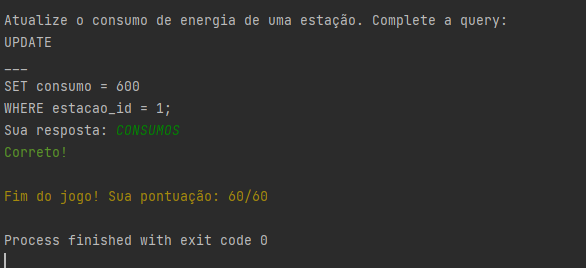 Atualize o consumo de energia de uma estação. Complete a query:
UPDATE
___
SET consumo = 600
WHERE estacao_id = 1;
Sua resposta: CONSUMOS
Correto!
Fim do jogo! Sua pontuação: 60/60
Process finished with exit code 0